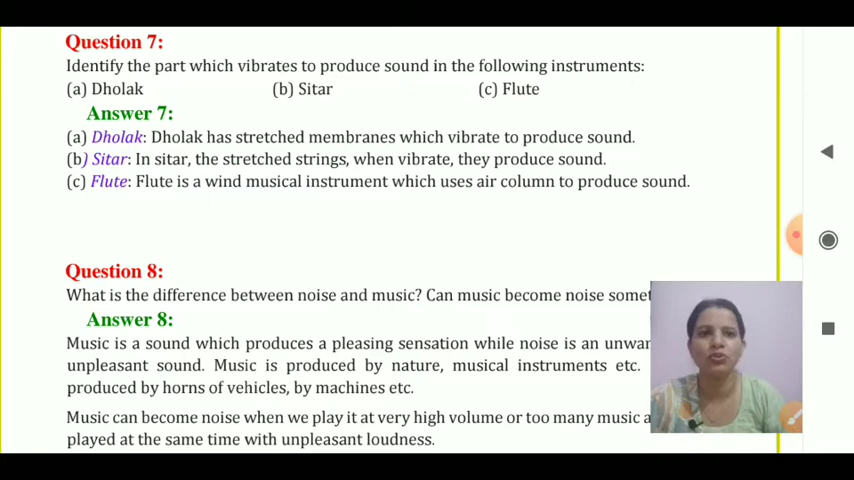 Question 7:
Identify the part which vibrates to produce sound in the following instruments:
(a) Dholak (b) Sitar (c) Flute
Answer 7:
(a) Dholak: Dholak has stretched membranes which vibrate to produce sound.
(b) Sitar: In sitar, the stretched strings, when vibrate, they produce sound.
(c) Flute: Flute is a wind musical instrument which uses air column to produce sound.
Question 8:
What is the difference between noise and music? Can music become noise
Answer 8:
Music is a sound which produces a pleasing sensation while noise is an
unpleasant sound. Music is produced by nature, musical instruments etc.
produced by horns of vehicles, by machines etc.
Music can become noise when we play it at very high volume or too many music
played at the same time with unpleasant loudness.